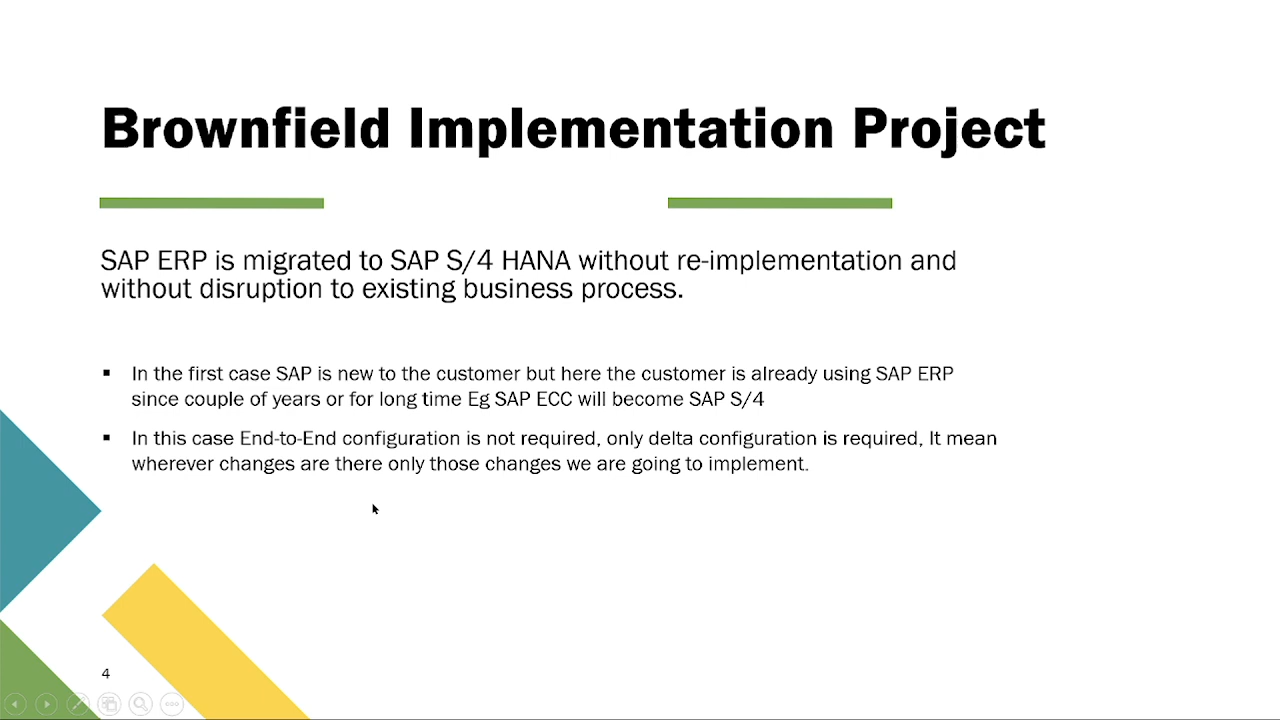 Brownfield Implementation Project
SAP ERP is migrated to SAP S/4 HANA without re-implementation and
without disruption to existing business process.
▪ In the first case SAP is new to the customer but here the customer is already using SAP ERP
since couple of years or for long time Eg SAP ECC will become SAP S/4
▪ In this case End-to-End configuration is not required, only delta configuration is required, It mean
wherever changes are there only those changes we are going to implement.
4